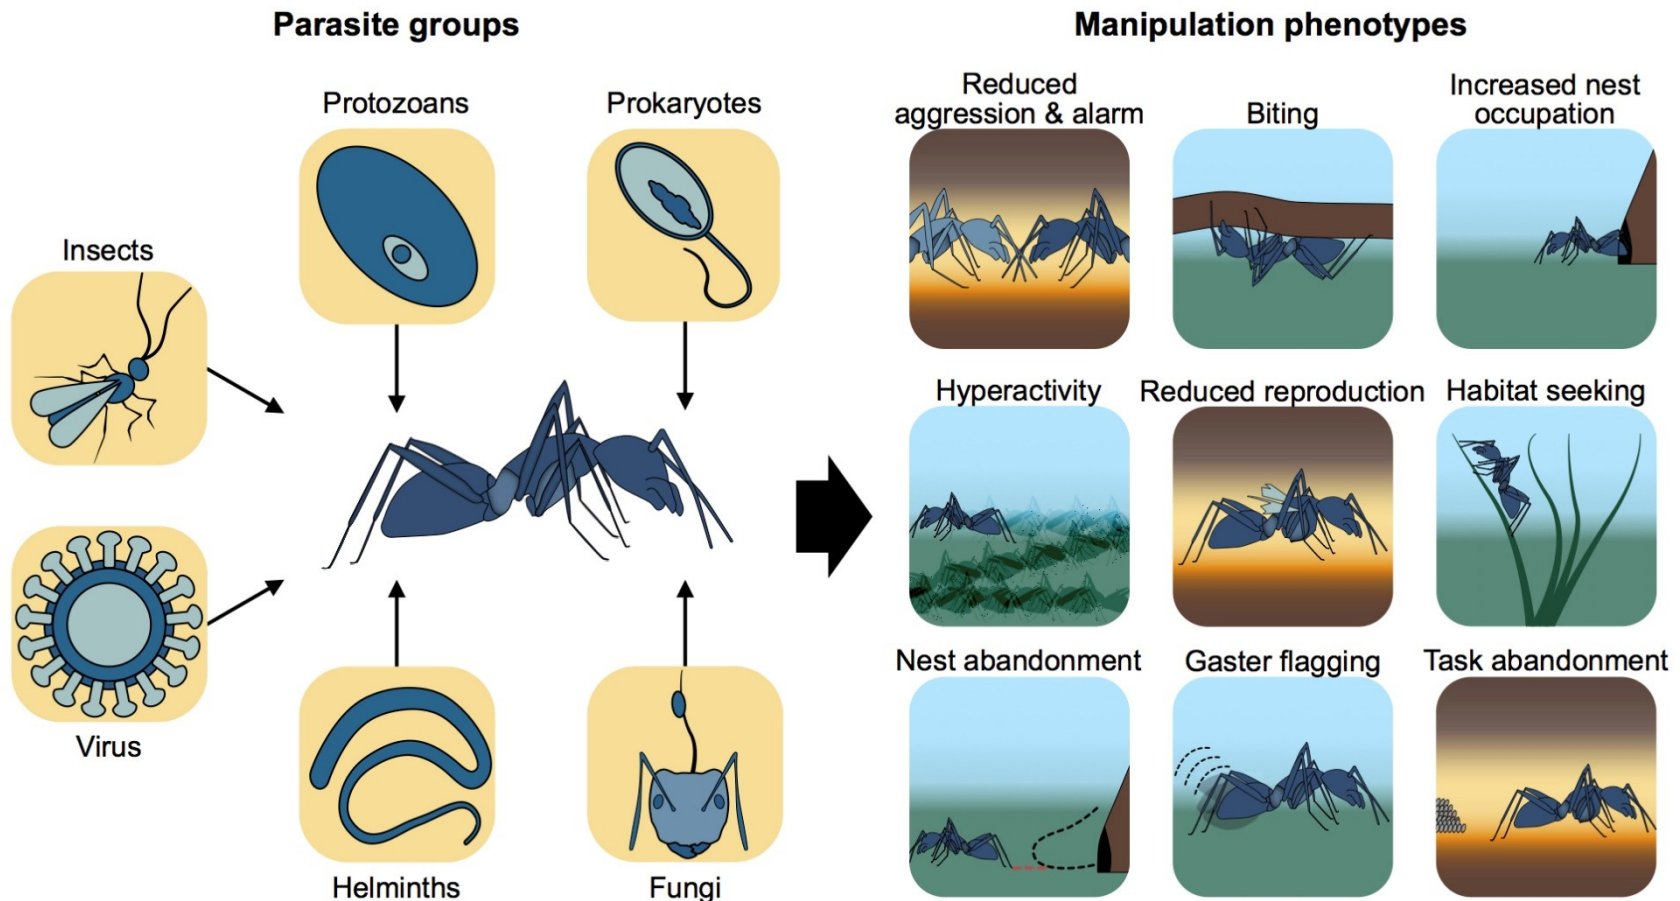 Parasite groups
Protozoans
Prokaryotes
Insects
Virus
Helminths
Fungi
Manipulation phenotypes
Reduced
aggression & alarm
Biting
Increased nest
occupation
Hyperactivity
Reduced reproduction
Habitat seeking
Nest abandonment
Gaster flagging
Task abandonment